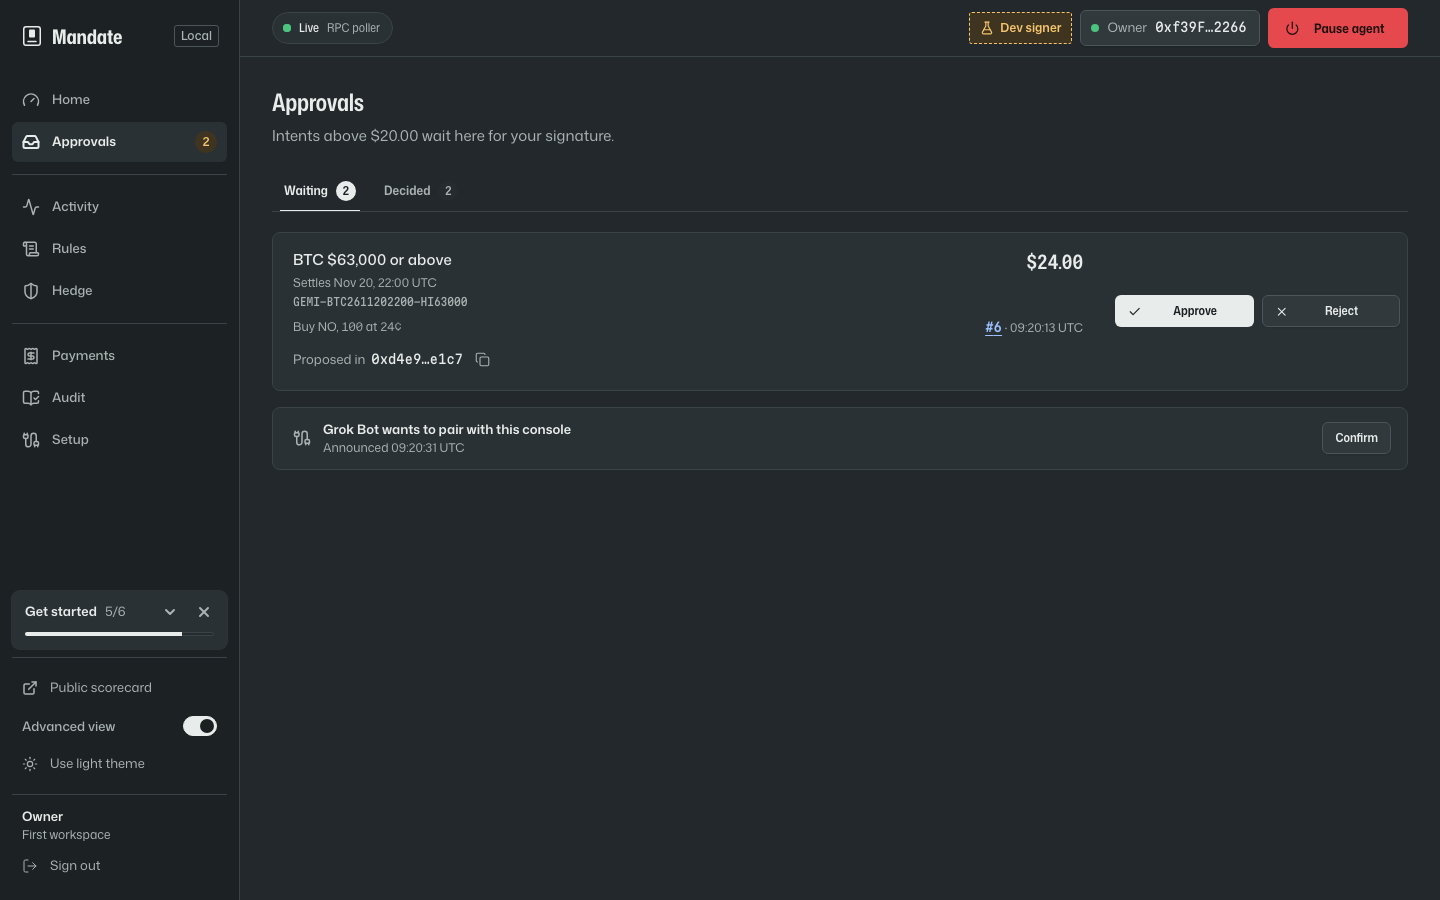 Mandate
Local
Home
Approvals 2
Activity
Rules
Hedge
Payments
Audit
Setup
Get started 5/6
Public scorecard
Advanced view
Use light theme
Owner
First workspace
Sign out
Live RPC poller
Dev signer
Owner 0xf39F…2266
Pause agent
Approvals
Intents above $20.00 wait here for your signature.
Waiting 2
Decided 2
BTC $63,000 or above
$24.00
Settles Nov 20, 22:00 UTC
GEMI-BTC2611202200-HI63000
Buy NO, 100 at 24¢
#6 · 09:20:13 UTC
Approve
Reject
Proposed in 0xd4e9…e1c7
Grok Bot wants to pair with this console
Announced 09:20:31 UTC
Confirm